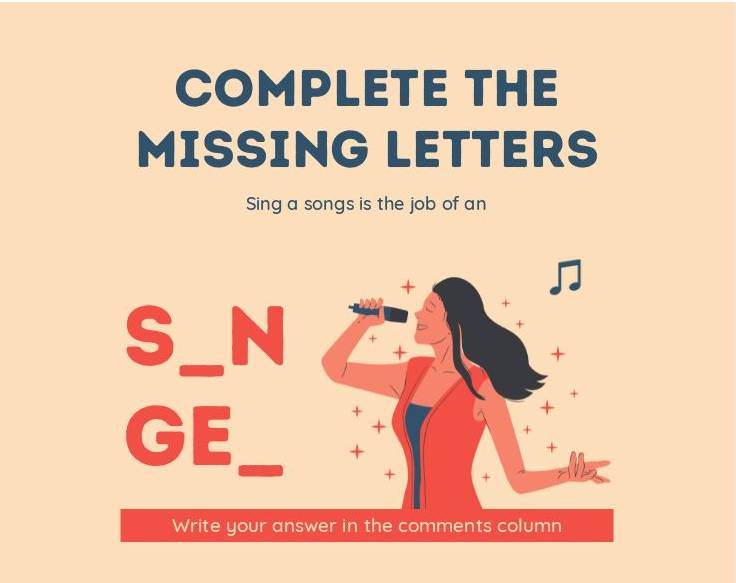 COMPLETE THE
MISSING LETTERS
Sing a songs is the job of an
S_N
GE_
Write your answer in the comments column